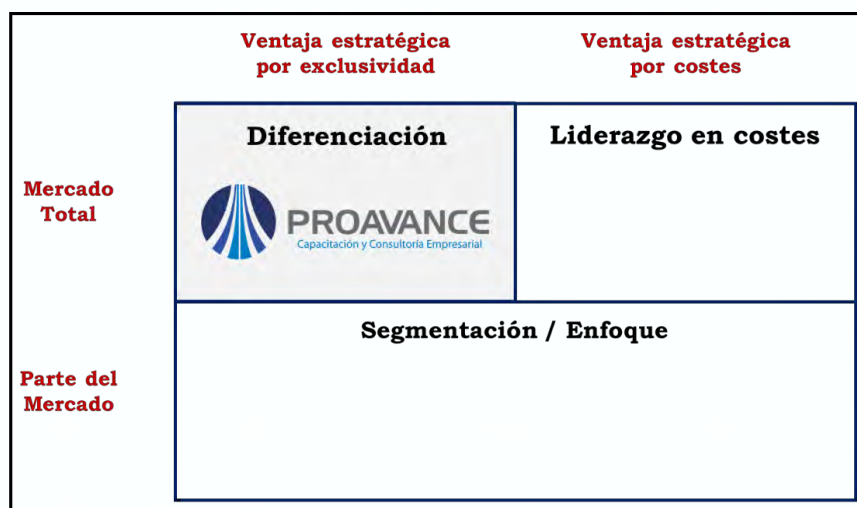 Ventaja estratégica
por exclusividad
Ventaja estratégica
por costes
Mercado
Total
Diferenciación
PROAVANCE
Capacitación y Consultoría Empresarial
Liderazgo en costes
Parte del
Mercado
Segmentación / Enfoque